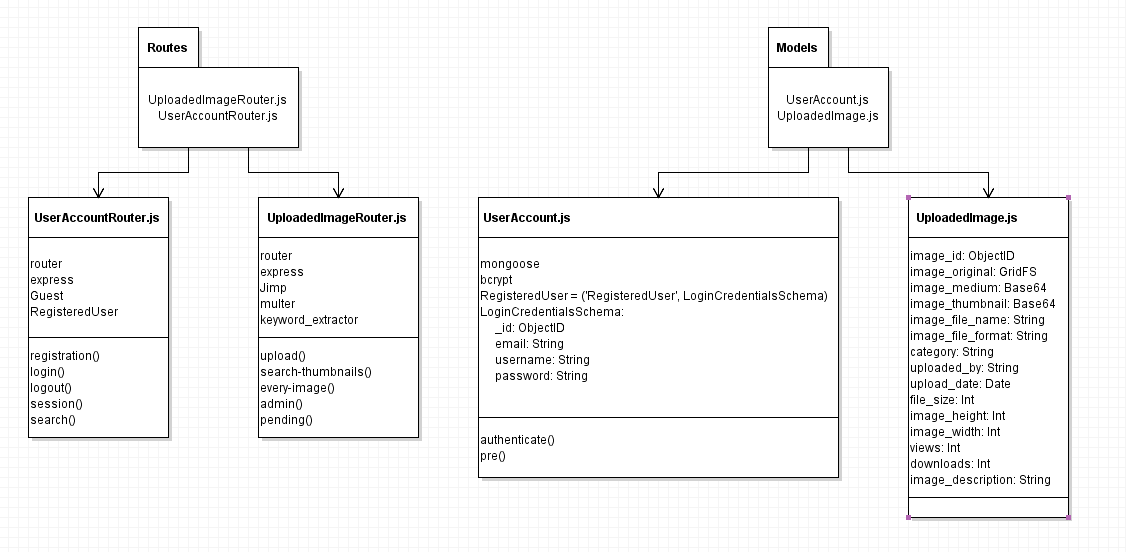 Routes
UploadedImageRouter.js
UserAccountRouter.js
Models
UserAccount.js
UploadedImage.js
UserAccountRouter.js
router
express
Guest
RegisteredUser
registration()
login()
logout()
session()
search()
UploadedImageRouter.js
router
express
Jimp
multer
keyword_extractor
upload()
search-thumbnails()
every-image()
admin()
pending()
UserAccount.js
mongoose
bcrypt
RegisteredUser = ('RegisteredUser', LoginCredentialsSchema)
LoginCredentialsSchema:
_id: ObjectID
email: String
username: String
password: String
authenticate()
pre()
UploadedImage.js
image_id: ObjectID
image_original: GridFS
image_medium: Base64
image_thumbnail: Base64
image_file_name: String
image_file_format: String
category: String
uploaded_by: String
upload_date: Date
file_size: Int
image_height: Int
image_width: Int
views: Int
downloads: Int
image_description: String